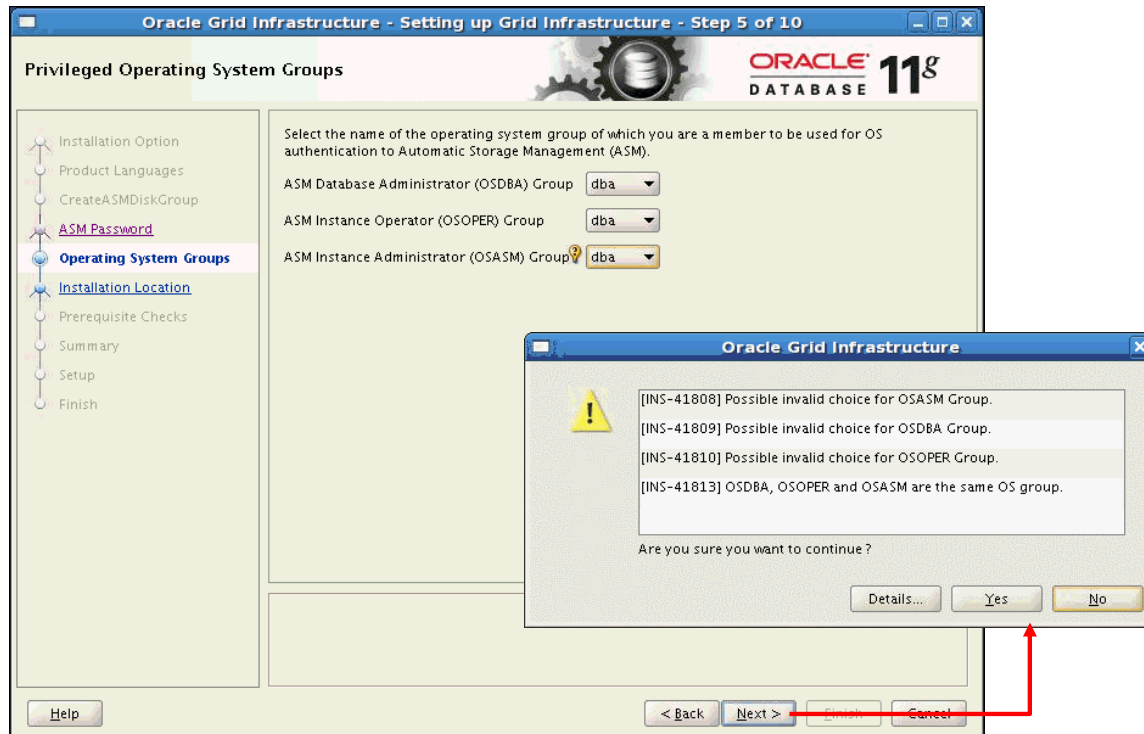 Oracle Grid Infrastructure - Setting up Grid Infrastructure - Step 5 of 10
Privileged Operating System Groups
ORACLE
DATABASE
11g
Installation Option
Product Languages
CreateASMDiskGroup
ASM Password
Operating System Groups
Installation Location
Prerequisite Checks
Summary
Setup
Finish
Select the name of the operating system group of which you are a member to be used for OS
authentication to Automatic Storage Management (ASM).
ASM Database Administrator (OSDBA) Group dba
ASM Instance Operator (OSOPER) Group dba
ASM Instance Administrator (OSASM) Group dba
Oracle Grid Infrastructure
[INS-41808] Possible invalid choice for OSASM Group.
[INS-41809] Possible invalid choice for OSDBA Group.
[INS-41810] Possible invalid choice for OSOPER Group.
[INS-41813] OSDBA, OSOPER and OSASM are the same OS group.
Are you sure you want to continue?
Details... Yes No
Help < Back Next > Finish Cancel